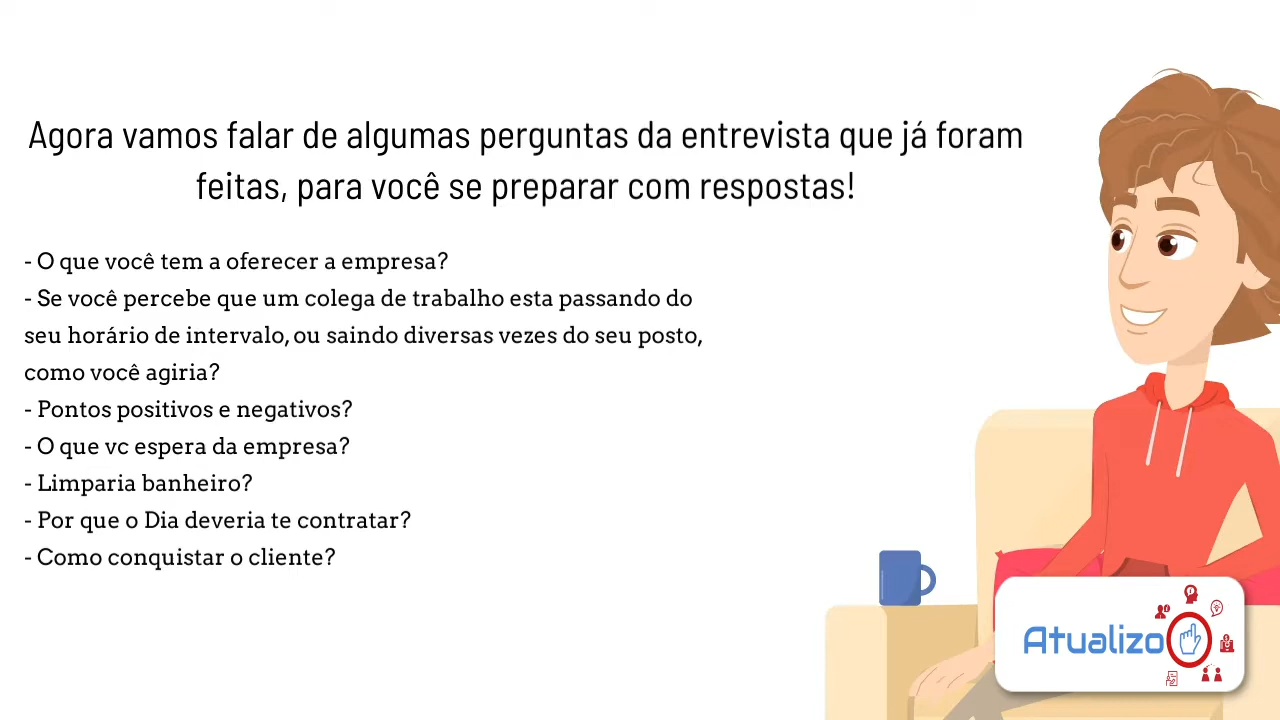 Agora vamos falar de algumas perguntas da entrevista que já foram
feitas, para você se preparar com respostas!
- O que você tem a oferecer a empresa?
- Se você percebe que um colega de trabalho esta passando do
seu horário de intervalo, ou saindo diversas vezes do seu posto,
como você agiria?
- Pontos positivos e negativos?
- O que vc espera da empresa?
- Limparia banheiro?
- Por que o Dia deveria te contratar?
- Como conquistar o cliente?
Atualizo